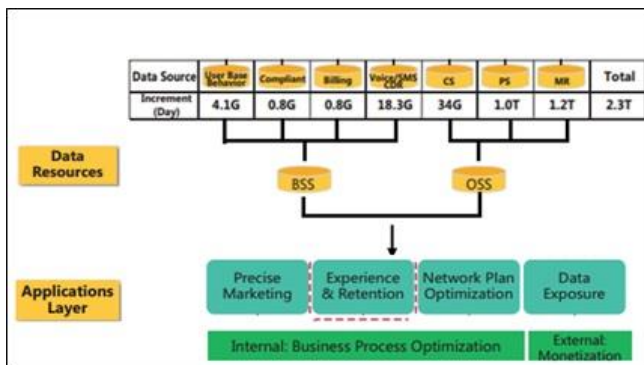 Data Source User Base Behavior Compliant Billing Voice/SMS CDR CS PS MR Total
Increment (Day) 4.1G 0.8G 0.8G 18.3G 34G 1.0T 1.2T 2.3T
Data
Resources
BSS OSS
Applications
Layer
Precise
Marketing
Experience
& Retention
Network Plan
Optimization
Data
Exposure
Internal: Business Process Optimization
External:
Monetization